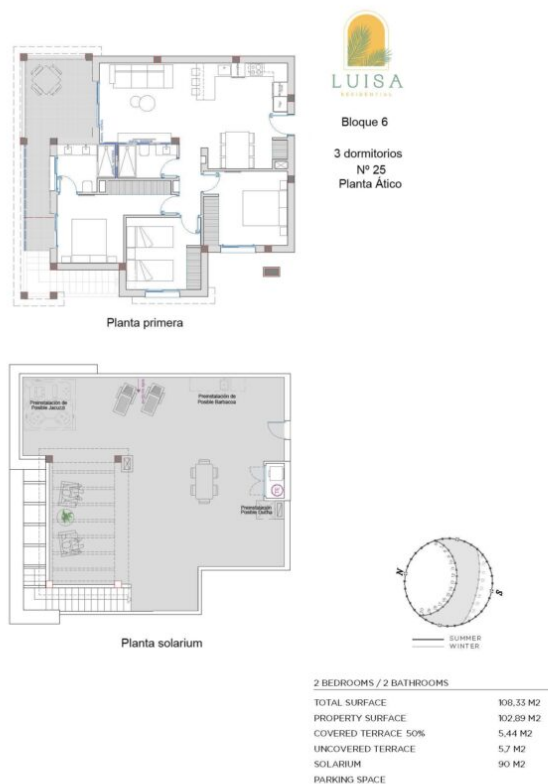 LUISA
RESIDENTIAL
Bloque 6
3 dormitorios
Nº 25
Planta Ático
Planta primera
Preinstalación de
Posible Jacuzzi
Preinstalación de
Posible Barbacoa
Preinstalación
Posible Ducha
Planta solarium
N
S
SUMMER
WINTER
2 BEDROOMS / 2 BATHROOMS
TOTAL SURFACE 108,33 M2
PROPERTY SURFACE 102,89 M2
COVERED TERRACE 50% 5,44 M2
UNCOVERED TERRACE 5,7 M2
SOLARIUM 90 M2
PARKING SPACE